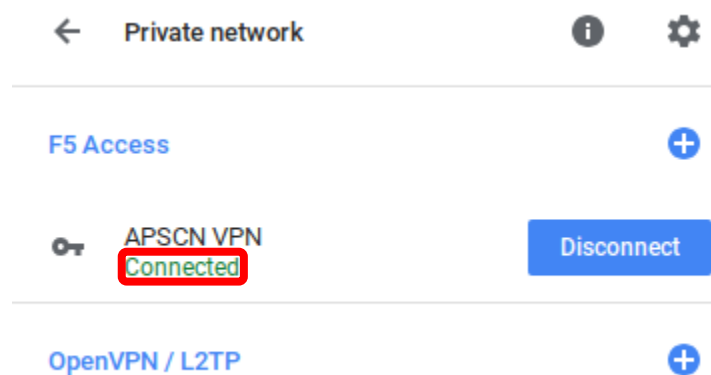 Private network
F5 Access
APSCN VPN
Connected
Disconnect
OpenVPN / L2TP